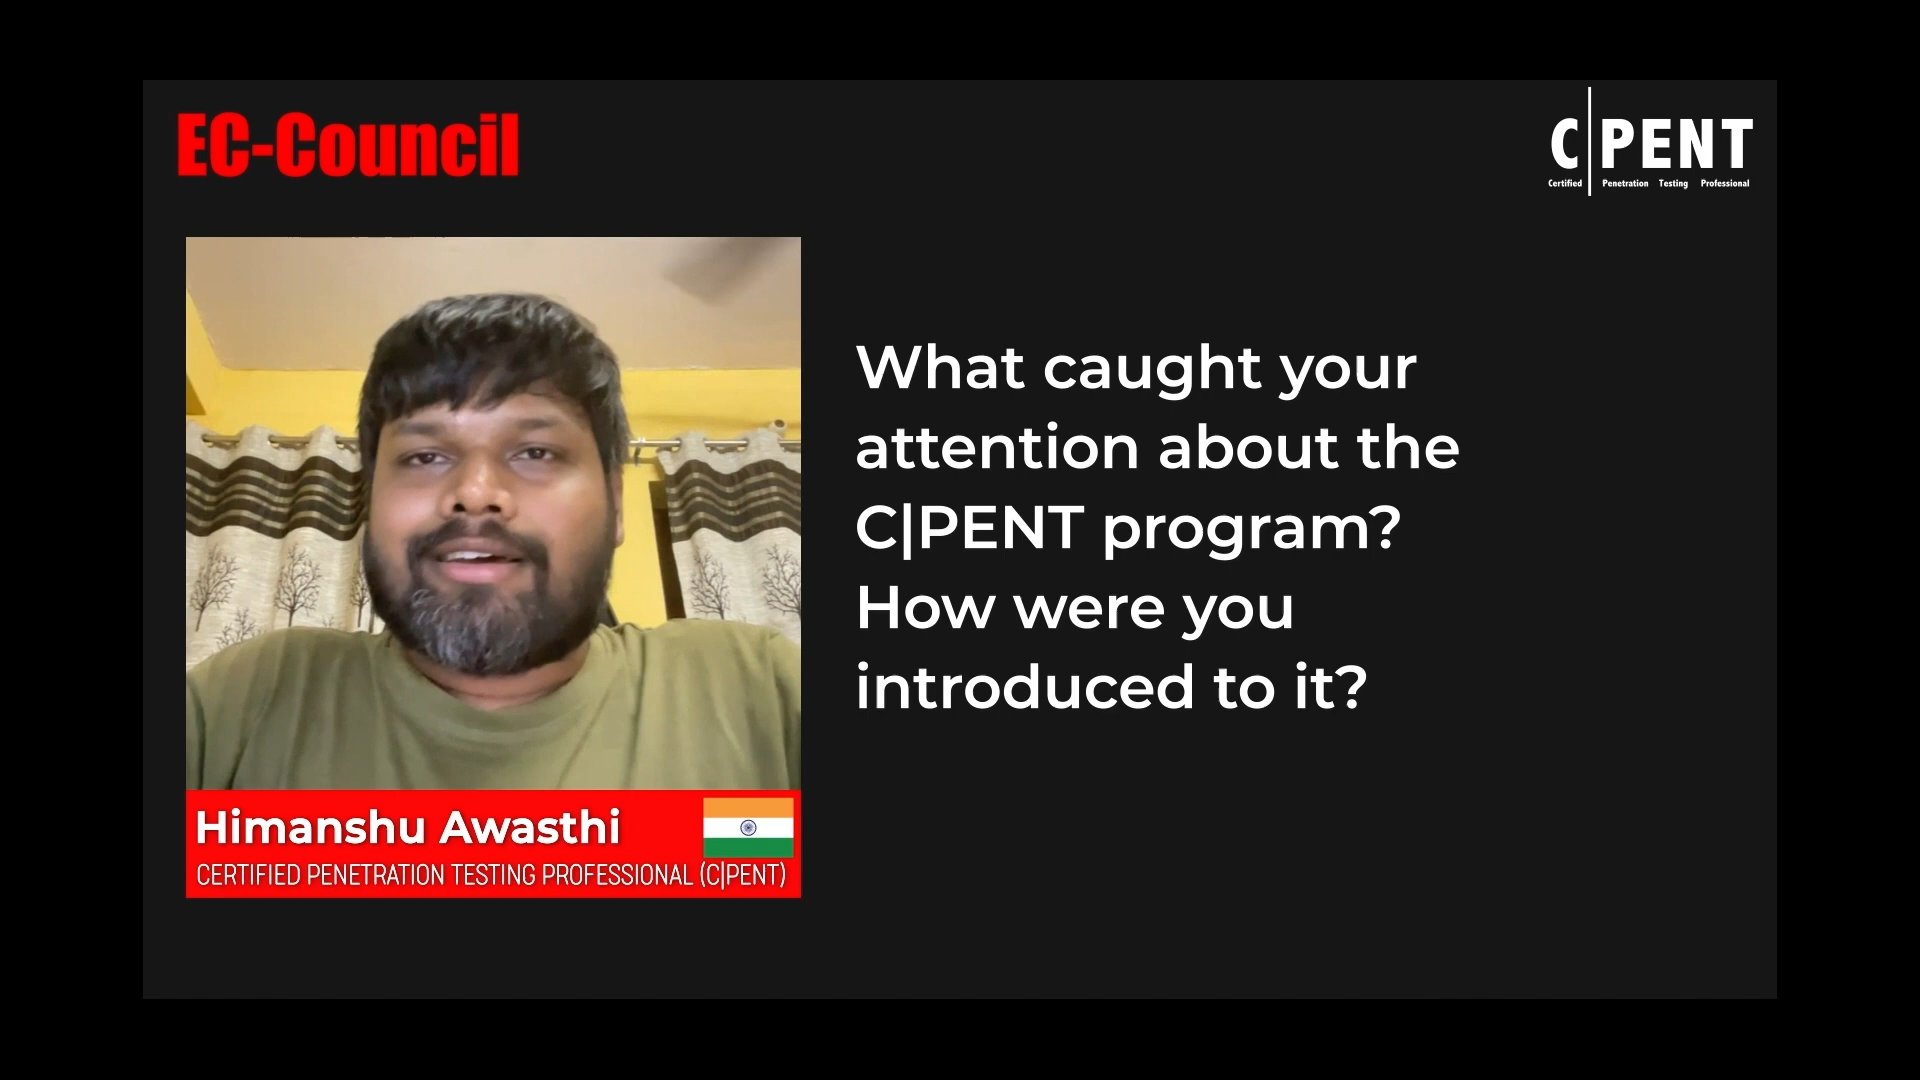 EC-Council
C|PENT
Certified Penetration Testing Professional
What caught your
attention about the
C|PENT program?
How were you
introduced to it?
Himanshu Awasthi
CERTIFIED PENETRATION TESTING PROFESSIONAL (C|PENT)